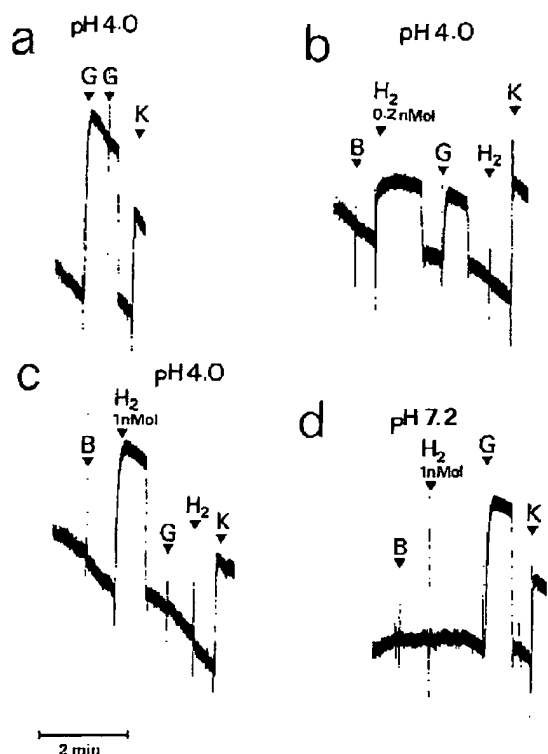 a
pH 4.0
G G
K
b
pH 4.0
B
H2
0.2 nMol
G
H2
K
c
pH 4.0
B
H2
1nMol
G
H2
K
d
pH 7.2
B
H2
1nMol
G
K
2 min